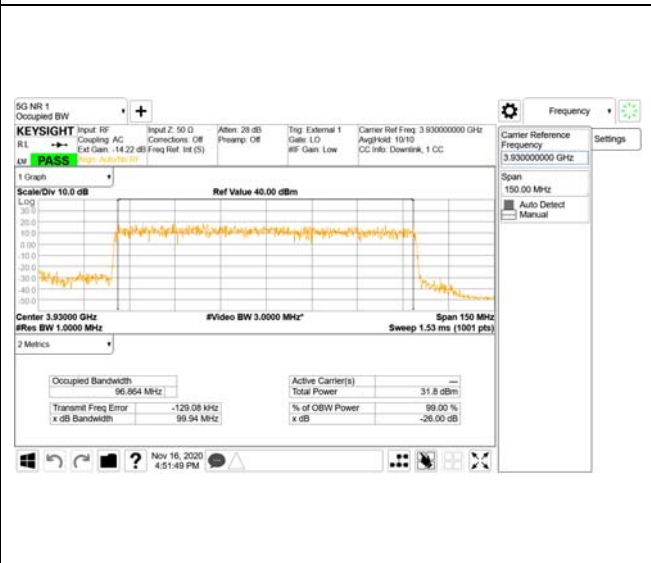 5G NR 1
Occupied BW
Frequency
KEYSIGHT
Input: RF
Coupling: AC
Ext Gain: -14.22 dB
Align: Auto/No RF
Input Z: 50 Ω
Corrections: Off
Freq Ref: Int (S)
Atten: 28 dB
Preamp: Off
Trig: External 1
Gate: LO
#IF Gain: Low
Carrier Ref Freq: 3.930000000 GHz
Avg|Hold: 10/10
CC Info: Downlink, 1 CC
RL
PASS
Carrier Reference
Frequency
3.930000000 GHz
Settings
Span
150.00 MHz
Auto Detect
Manual
1 Graph
Scale/Div 10.0 dB
Ref Value 40.00 dBm
Log
30.0
20.0
10.0
0.00
-10.0
-20.0
-30.0
-40.0
-50.0
Center 3.93000 GHz
#Video BW 3.0000 MHz*
Span 150 MHz
#Res BW 1.0000 MHz
Sweep 1.53 ms (1001 pts)
2 Metrics
Occupied Bandwidth
96.864 MHz
Active Carrier(s)
---
Total Power
31.8 dBm
Transmit Freq Error
-129.08 kHz
% of OBW Power
99.00 %
x dB Bandwidth
99.94 MHz
x dB
-26.00 dB
?
Nov 16, 2020
4:51:49 PM